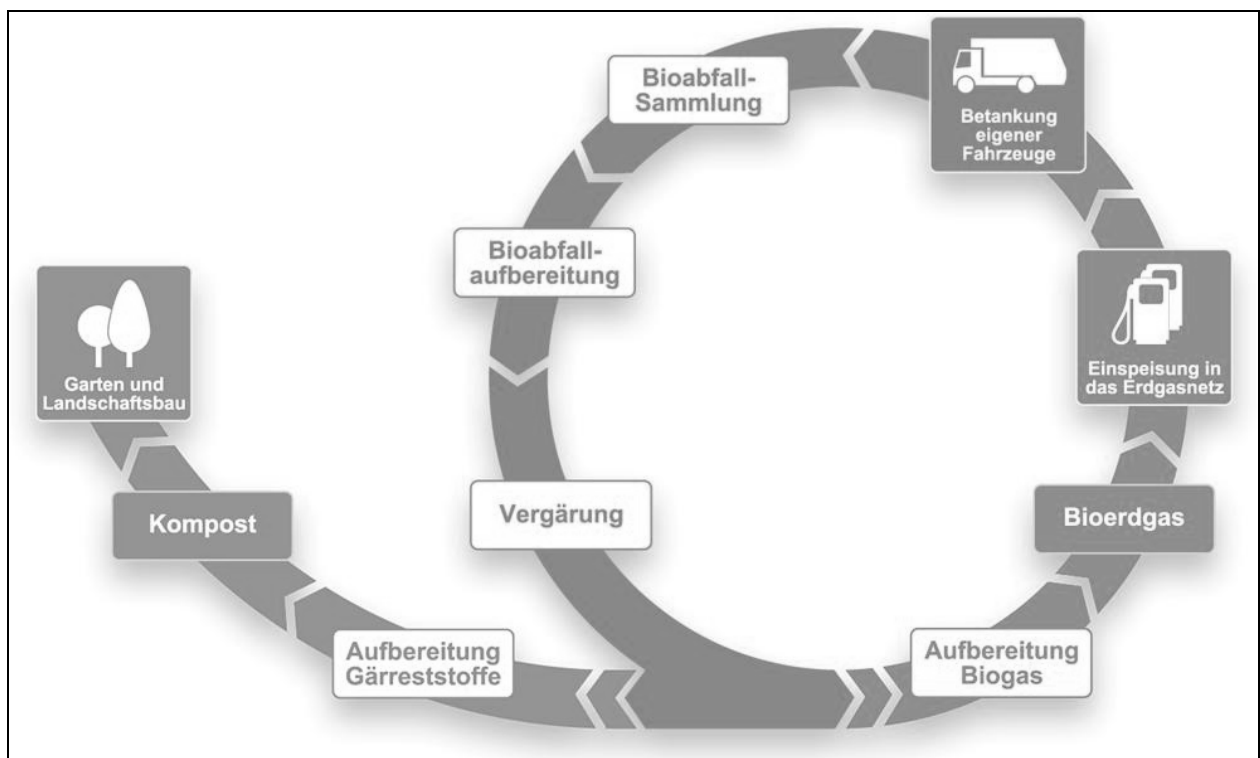 Bioabfall-
Sammlung
Betankung
eigener
Fahrzeuge
Bioabfall-
aufbereitung
Einspeisung in
das Erdgasnetz
Garten und
Landschaftsbau
Vergärung
Kompost
Bioerdgas
Aufbereitung
Gärreststoffe
Aufbereitung
Biogas